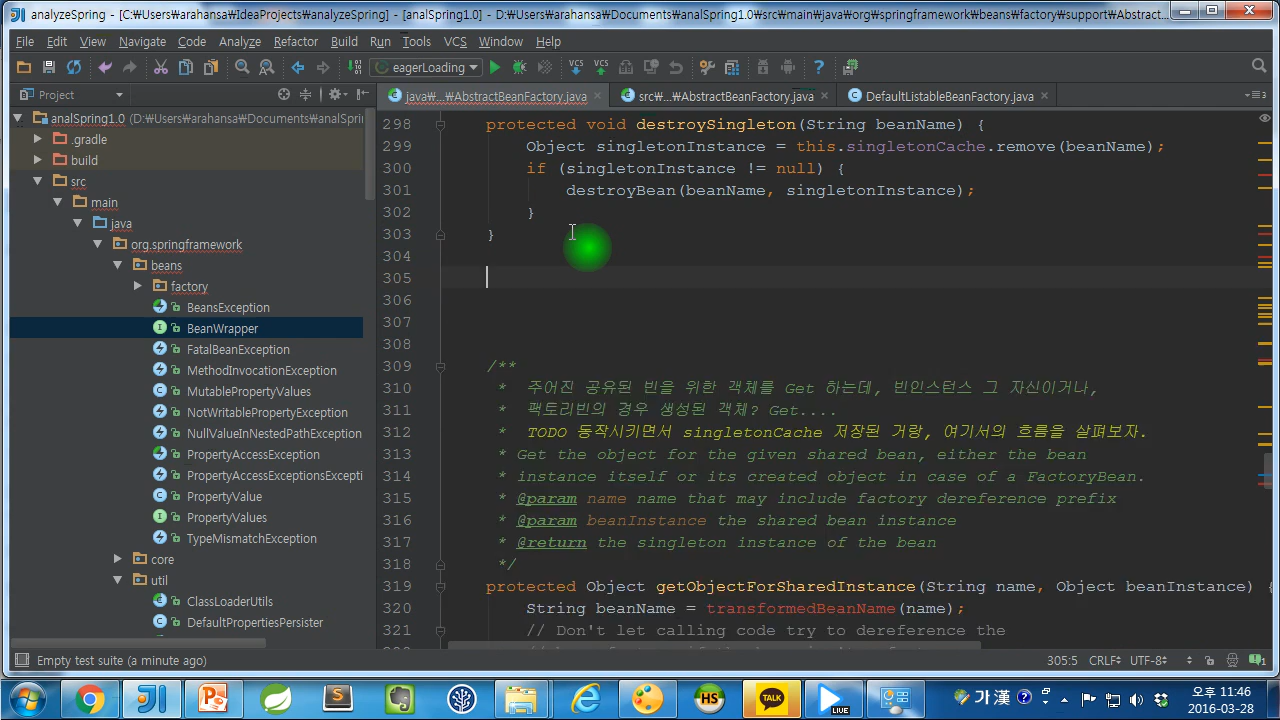 analyzeSpring - [C:₩Users₩arahansa₩IdeaProjects₩analyzeSpring] - [analSpring1.0] - D:₩Users₩arahansa₩Documents₩analSpring1.0₩src₩main₩java₩org₩springframework₩beans₩factory₩support₩Abstract...
File Edit View Navigate Code Analyze Refactor Build Run Tools VCS Window Help
eagerLoading
Project
java₩...₩AbstractBeanFactory.java
src₩...₩AbstractBeanFactory.java
DefaultListableBeanFactory.java
analSpring1.0 (D:₩Users₩arahansa₩Documents₩analSpri
.gradle
build
src
main
java
org.springframework
beans
factory
BeansException
BeanWrapper
FatalBeanException
MethodInvocationException
MutablePropertyValues
NotWritablePropertyException
NullValueInNestedPathException
PropertyAccessException
PropertyAccessExceptionsExcepti
PropertyValue
PropertyValues
TypeMismatchException
core
util
ClassLoaderUtils
DefaultPropertiesPersister
298 protected void destroySingleton(String beanName) {
299 Object singletonInstance = this.singletonCache.remove(beanName);
300 if (singletonInstance != null) {
301 destroyBean(beanName, singletonInstance);
302 }
303 }
304
305
306
307
308
309 /**
310 * 주어진 공유된 빈을 위한 객체를 Get 하는데, 빈인스턴스 그 자신이거나,
311 * 팩토리빈의 경우 생성된 객체? Get....
312 * TODO 동작시키면서 singletonCache 저장된 거랑, 여기서의 흐름을 살펴보자.
313 * Get the object for the given shared bean, either the bean
314 * instance itself or its created object in case of a FactoryBean.
315 * @param name name that may include factory dereference prefix
316 * @param beanInstance the shared bean instance
317 * @return the singleton instance of the bean
318 */
319 protected Object getObjectForSharedInstance(String name, Object beanInstance) {
320 String beanName = transformedBeanName(name);
321 // Don't let calling code try to dereference the
Empty test suite (a minute ago)
305:5 CRLF UTF-8
1
HS
TALK
LIVE
가 漢
오후 11:46
2016-03-28